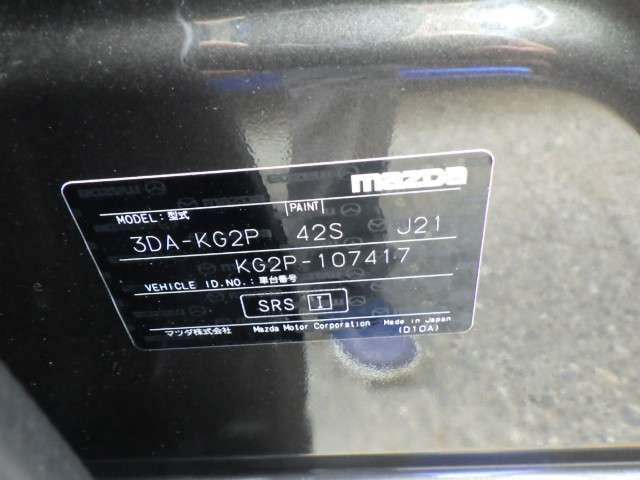 mazda
MODEL: 型式 PAINT
3DA-KG2P 42S J21
KG2P-107417
VEHICLE ID.NO.: 車台番号
SRS I
マツダ株式会社 Mazda Motor Corporation Made in Japan
(D10A)